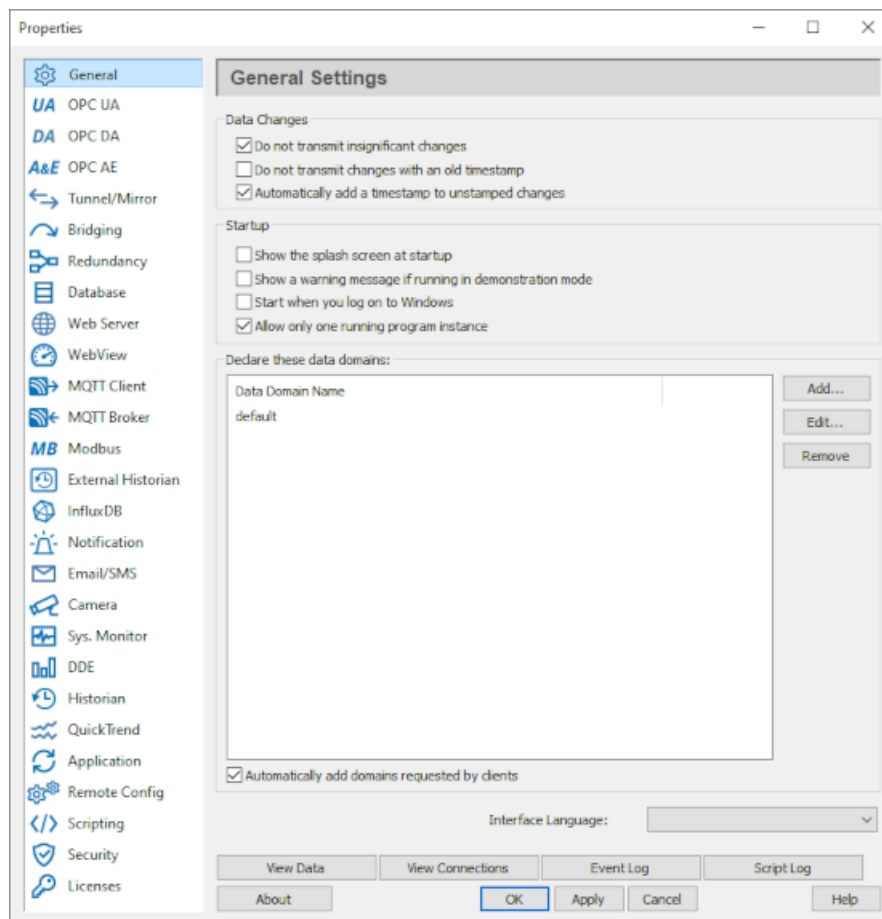 Properties
General
UA OPC UA
DA OPC DA
A&E OPC AE
Tunnel/Mirror
Bridging
Redundancy
Database
Web Server
WebView
MQTT Client
MQTT Broker
MB Modbus
External Historian
InfluxDB
Notification
Email/SMS
Camera
Sys. Monitor
DDE
Historian
QuickTrend
Application
Remote Config
Scripting
Security
Licenses
General Settings
Data Changes
Do not transmit insignificant changes
Do not transmit changes with an old timestamp
Automatically add a timestamp to unstamped changes
Startup
Show the splash screen at startup
Show a warning message if running in demonstration mode
Start when you log on to Windows
Allow only one running program instance
Declare these data domains:
Data Domain Name
default
Add...
Edit...
Remove
Automatically add domains requested by clients
Interface Language:
View Data View Connections Event Log Script Log
About OK Apply Cancel Help